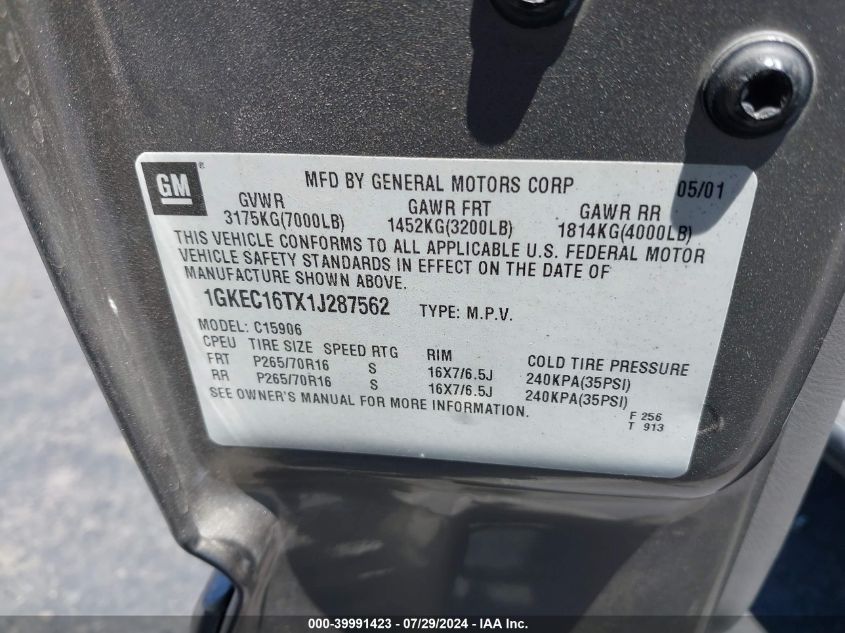 GM
MFD BY GENERAL MOTORS CORP 05/01
GVWR GAWR FRT GAWR RR
3175KG(7000LB) 1452KG(3200LB) 1814KG(4000LB)
THIS VEHICLE CONFORMS TO ALL APPLICABLE U.S. FEDERAL MOTOR
VEHICLE SAFETY STANDARDS IN EFFECT ON THE DATE OF
MANUFACTURE SHOWN ABOVE.
1GKEC16TX1J287562 TYPE: M.P.V.
MODEL: C15906
CPEU TIRE SIZE SPEED RTG RIM COLD TIRE PRESSURE
FRT P265/70R16 S 16X7/6.5J 240KPA(35PSI)
RR P265/70R16 S 16X7/6.5J 240KPA(35PSI)
SEE OWNER'S MANUAL FOR MORE INFORMATION.
F 256
T 913
000-39991423 - 07/29/2024 - IAA Inc.